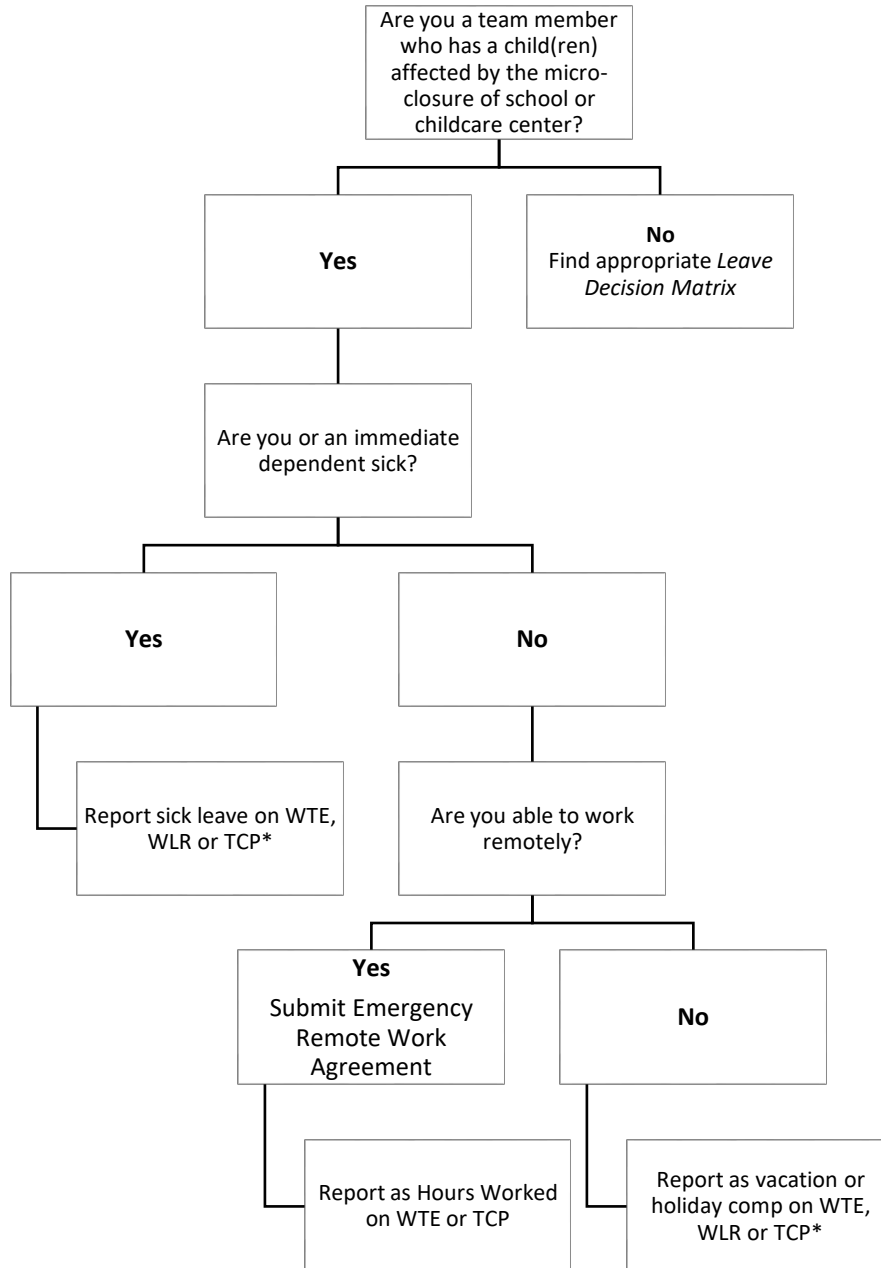 Are you a team member
who has a child(ren)
affected by the micro-
closure of school or
childcare center?
Yes
No
Find appropriate Leave
Decision Matrix
Are you or an immediate
dependent sick?
Yes
No
Report sick leave on WTE,
WLR or TCP*
Are you able to work
remotely?
Yes
Submit Emergency
Remote Work
Agreement
No
Report as Hours Worked
on WTE or TCP
Report as vacation or
holiday comp on WTE,
WLR or TCP*